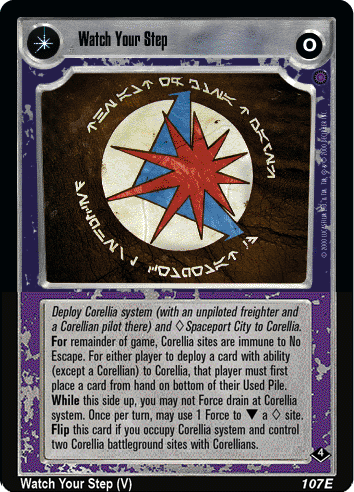 Watch Your Step
O
Deploy Corellia system (with an unpiloted freighter and
a Corellian pilot there) and ♢Spaceport City to Corellia.
For remainder of game, Corellia sites are immune to No
Escape. For either player to deploy a card with ability
(except a Corellian) to Corellia, that player must first
place a card from hand on bottom of their Used Pile.
While this side up, you may not Force drain at Corellia
system. Once per turn, may use 1 Force to ▼ a ♢ site.
Flip this card if you occupy Corellia system and control
two Corellia battleground sites with Corellians.
4
Watch Your Step (V)
107E